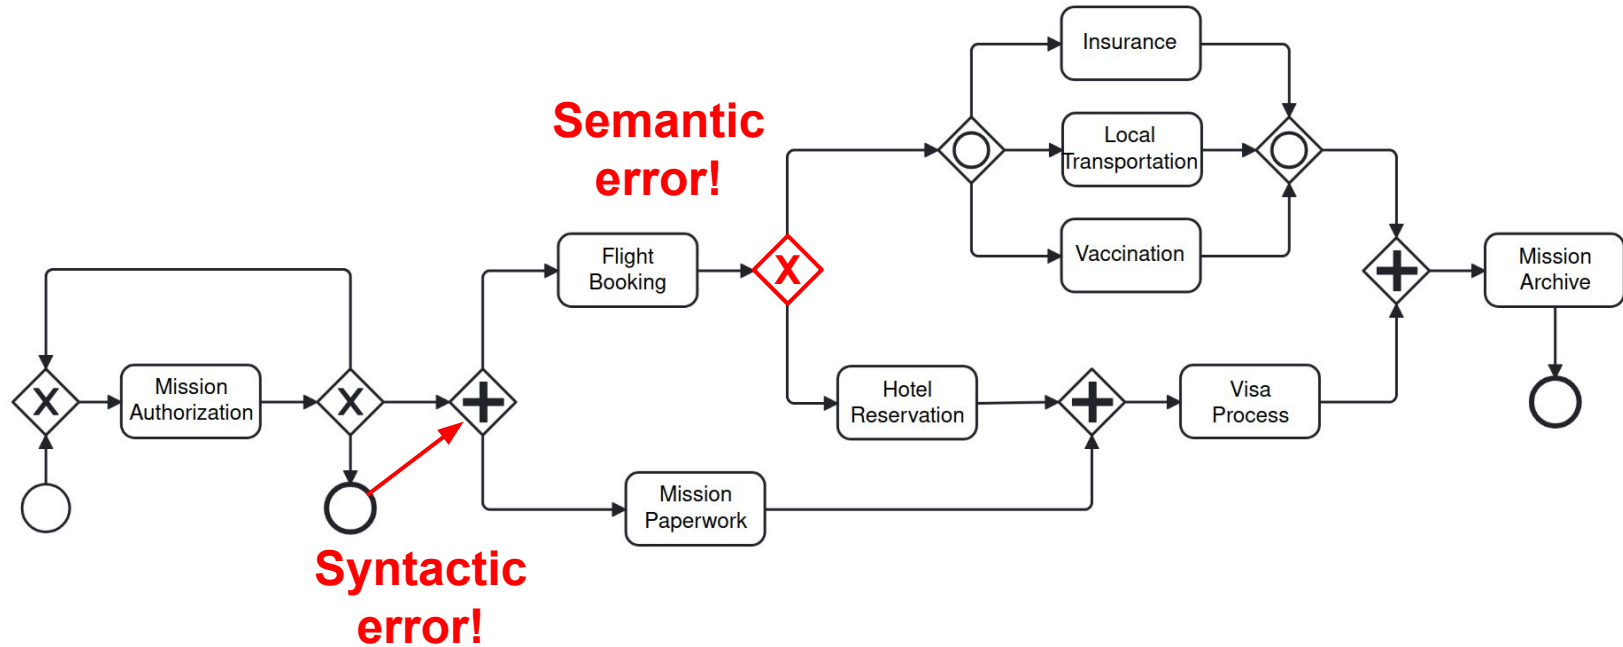 Insurance
Semantic
error!
Local
Transportation
Flight
Booking
X
Vaccination
Mission
Archive
Mission
Authorization
X
X
Hotel
Reservation
Visa
Process
Mission
Paperwork
Syntactic
error!